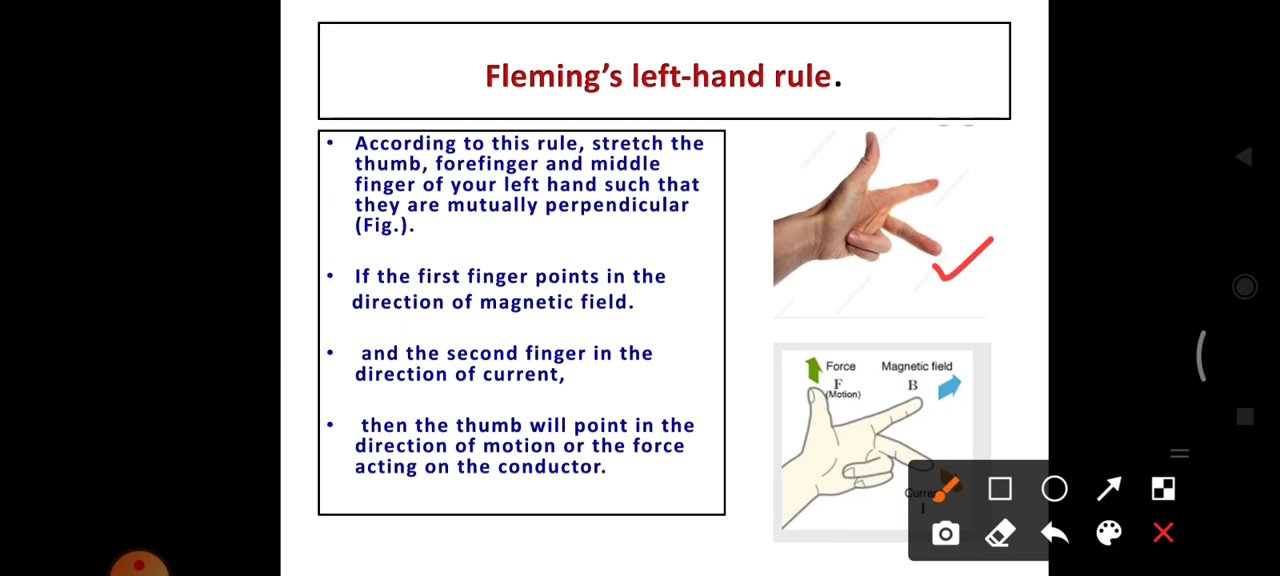 Fleming's left-hand rule.
• According to this rule, stretch the
thumb, forefinger and middle
finger of your left hand such that
they are mutually perpendicular
(Fig.).
• If the first finger points in the
direction of magnetic field.
• and the second finger in the
direction of current,
• then the thumb will point in the
direction of motion or the force
acting on the conductor.
Force
F
(Motion)
Magnetic field
B
I